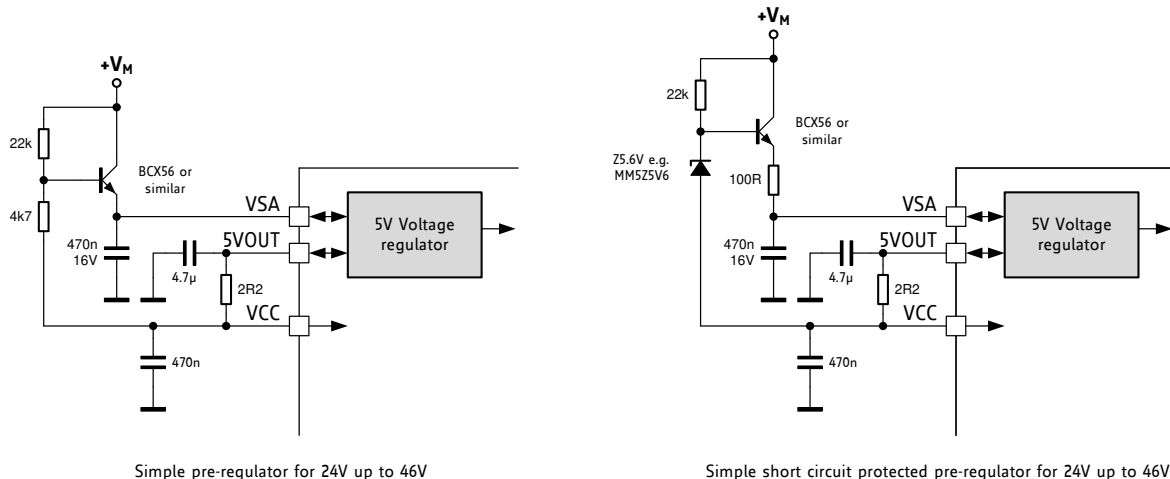 +VM
22k
BCX56 or
similar
4k7
VSA
470n
16V
5V Voltage
regulator
5VOUT
4.7µ
2R2
VCC
470n
Simple pre-regulator for 24V up to 46V
+VM
22k
BCX56 or
similar
Z5.6V e.g.
MM5Z5V6
100R
VSA
470n
16V
5V Voltage
regulator
5VOUT
4.7µ
2R2
VCC
470n
Simple short circuit protected pre-regulator for 24V up to 46V